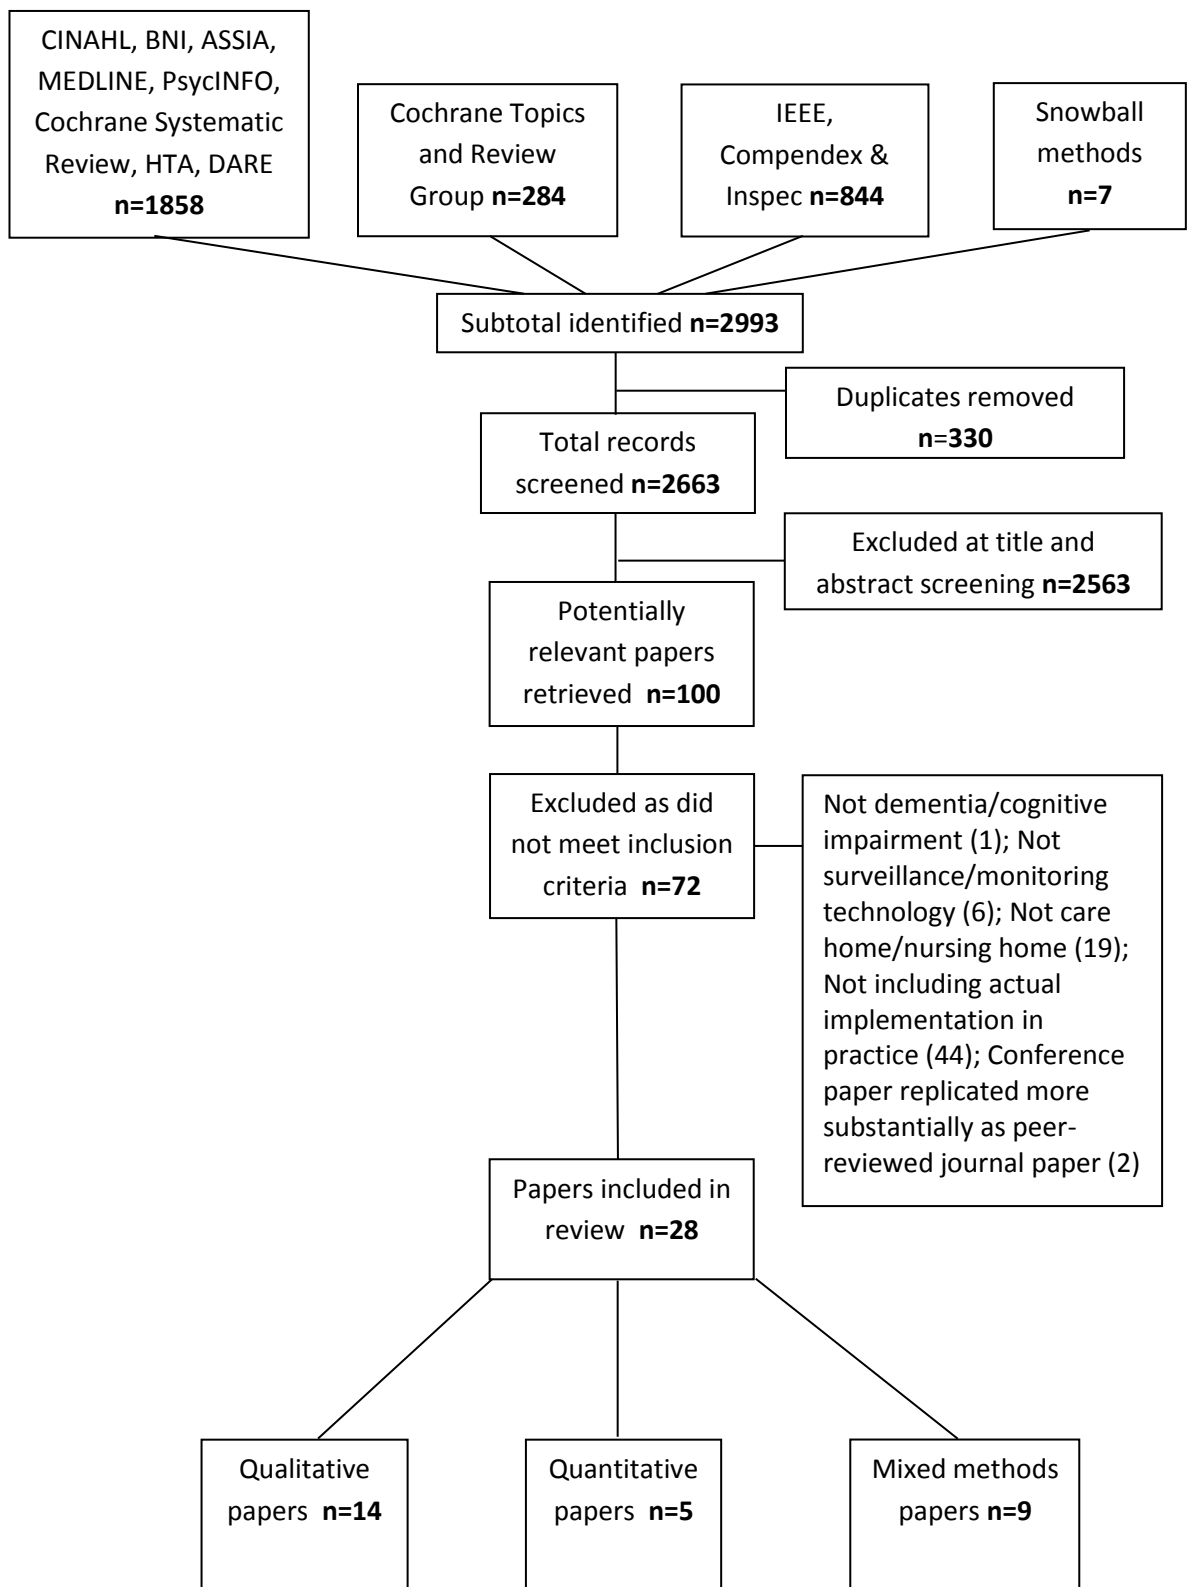 CINAHL, BNI, ASSIA,
MEDLINE, PsycINFO,
Cochrane Systematic
Review, HTA, DARE
n=1858
Cochrane Topics
and Review
Group n=284
IEEE,
Compendex &
Inspec n=844
Snowball
methods
n=7
Subtotal identified n=2993
Duplicates removed
n=330
Total records
screened n=2663
Excluded at title and
abstract screening n=2563
Potentially
relevant papers
retrieved n=100
Excluded as did
not meet inclusion
criteria n=72
Not dementia/cognitive
impairment (1); Not
surveillance/monitoring
technology (6); Not care
home/nursing home (19);
Not including actual
implementation in
practice (44); Conference
paper replicated more
substantially as peer-
reviewed journal paper (2)
Papers included in
review n=28
Qualitative
papers n=14
Quantitative
papers n=5
Mixed methods
papers n=9